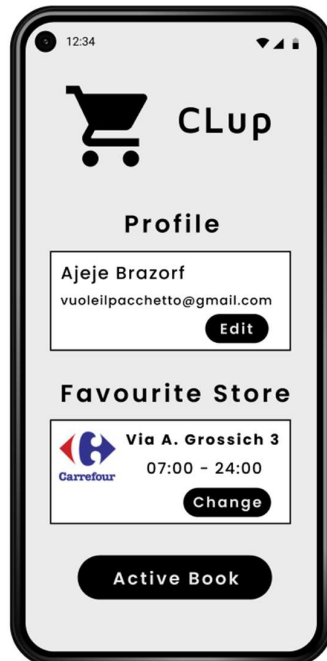 12:34
CLup
Profile
Ajeje Brazorf
vuoleilpacchetto@gmail.com
Edit
Favourite Store
Via A. Grossich 3
07:00 - 24:00
Carrefour
Change
Active Book